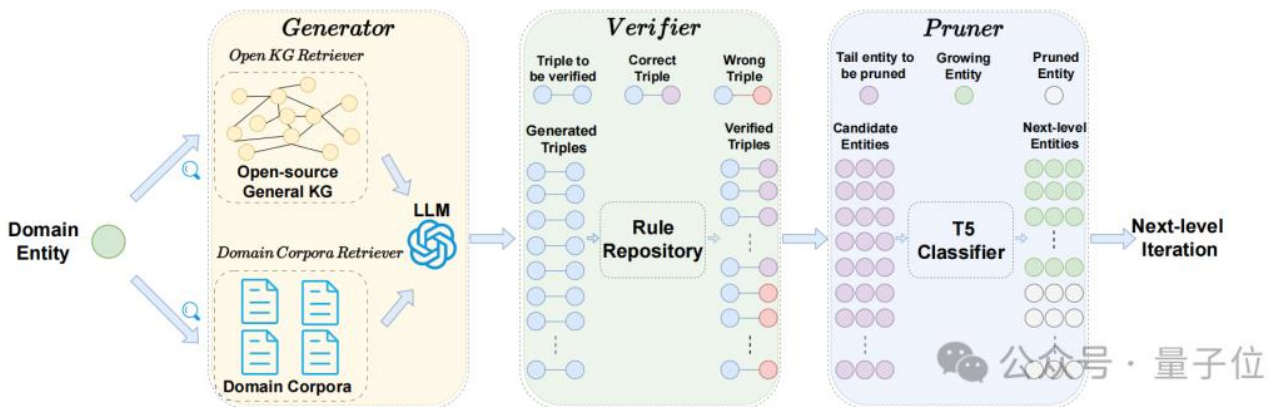 Generator
Open KG Retriever
Open-source
General KG
Domain
Entity
LLM
Domain Corpora Retriever
Domain Corpora
Verifier
Triple to
be verified
Correct
Triple
Wrong
Triple
Generated
Triples
Verified
Triples
Rule
Repository
Pruner
Tail entity to
be pruned
Growing
Entity
Pruned
Entity
Candidate
Entities
Next-level
Entities
T5
Classifier
Next-level
Iteration
公众号 · 量子位